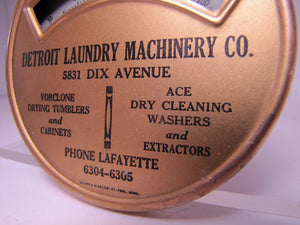 DETROIT LAUNDRY MACHINERY CO.
5831 DIX AVENUE
VORCLONE
DRYING TUMBLERS
and
CABINETS
ACE
DRY CLEANING
WASHERS
and
EXTRACTORS
PHONE LAFAYETTE
6304-6305